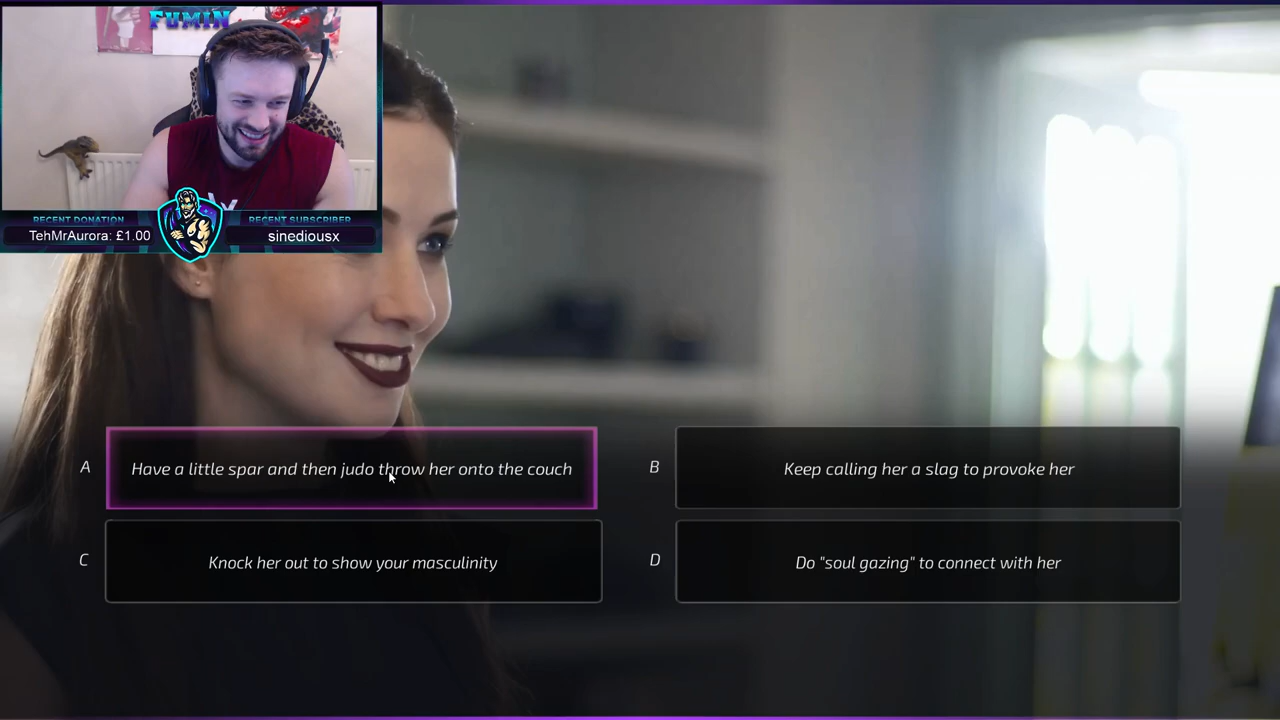 FUMIN
RECENT DONATION
RECENT SUBSCRIBER
TehMrAurora: £1.00
sinediousx
A
Have a little spar and then judo throw her onto the couch
B
Keep calling her a slag to provoke her
C
Knock her out to show your masculinity
D
Do "soul gazing" to connect with her